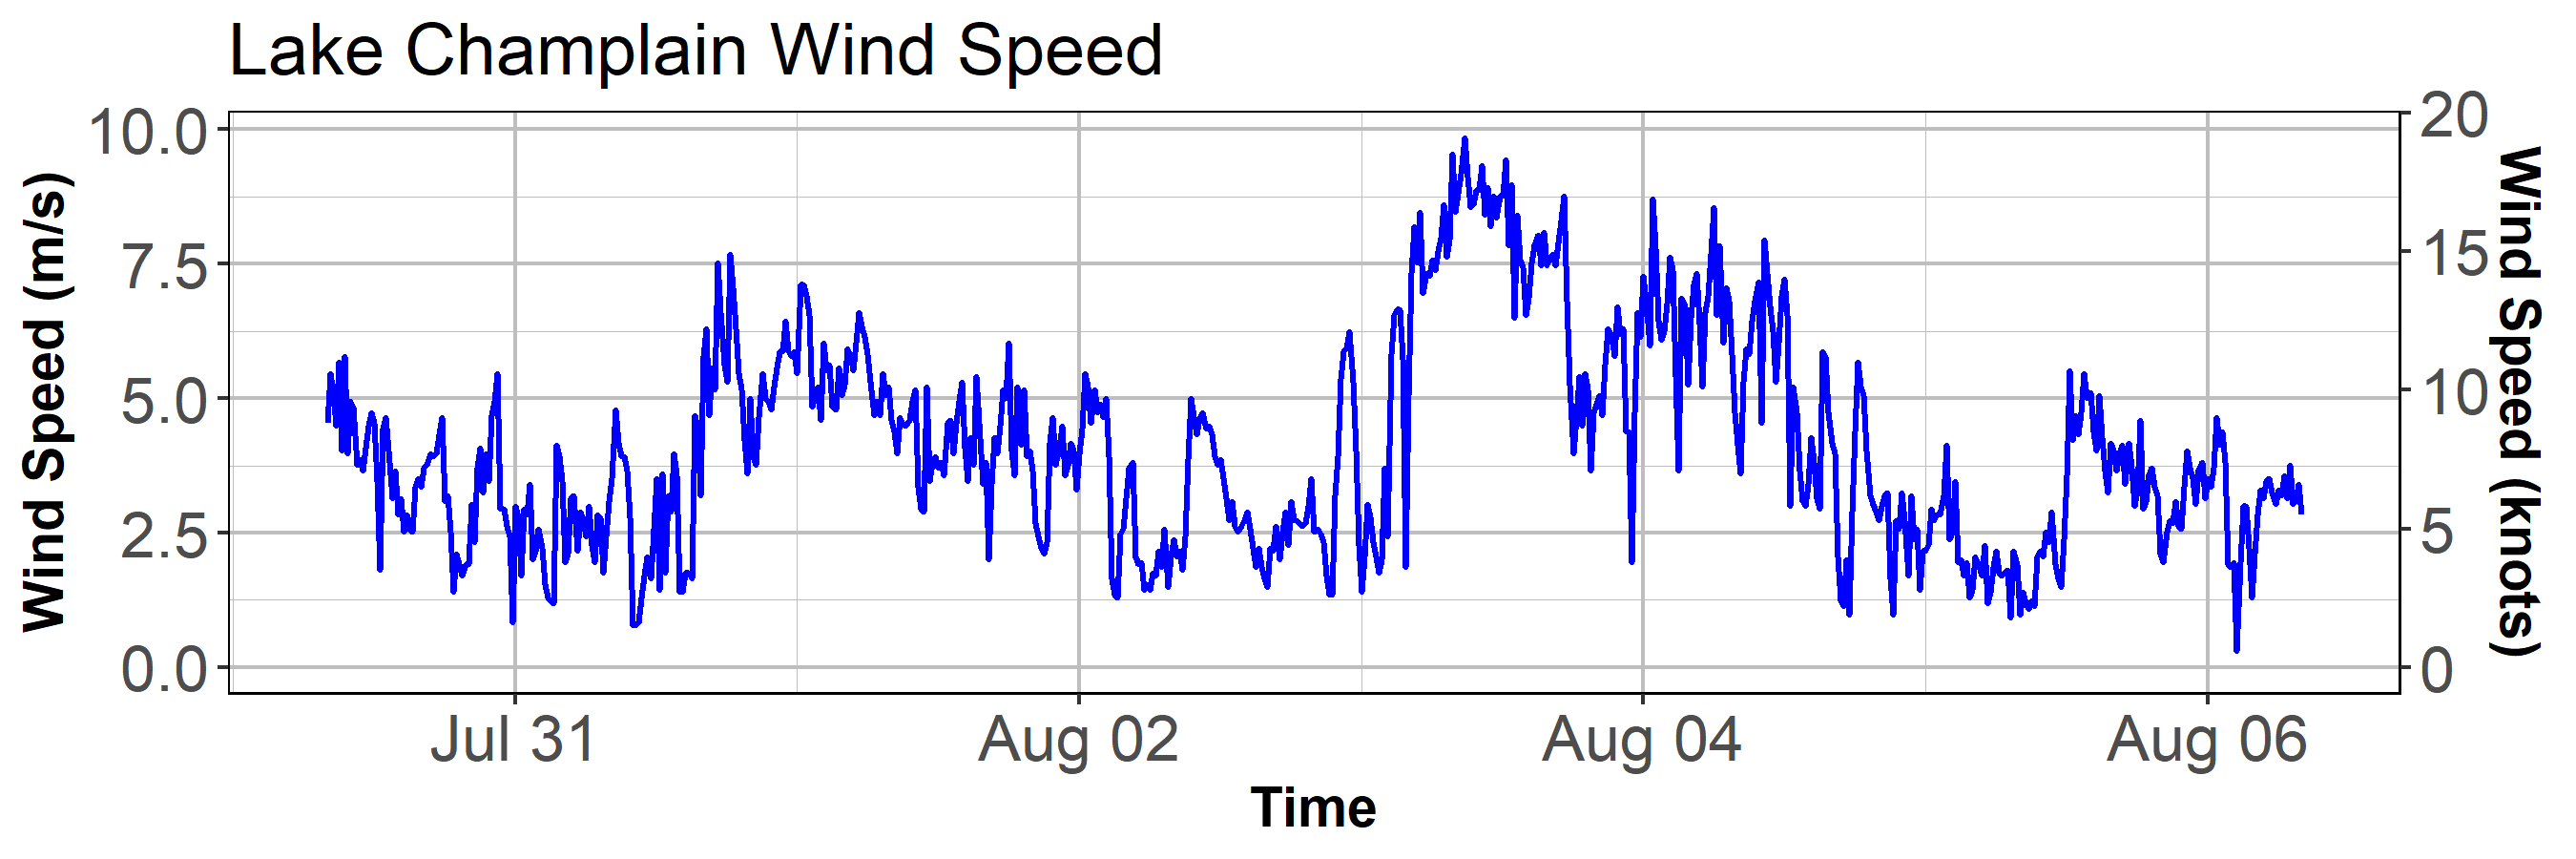 Lake Champlain Wind Speed
Wind Speed (m/s)
10.0
7.5
5.0
2.5
0.0
20
15
10
5
0
Wind Speed (knots)
Jul 31
Aug 02
Aug 04
Aug 06
Time